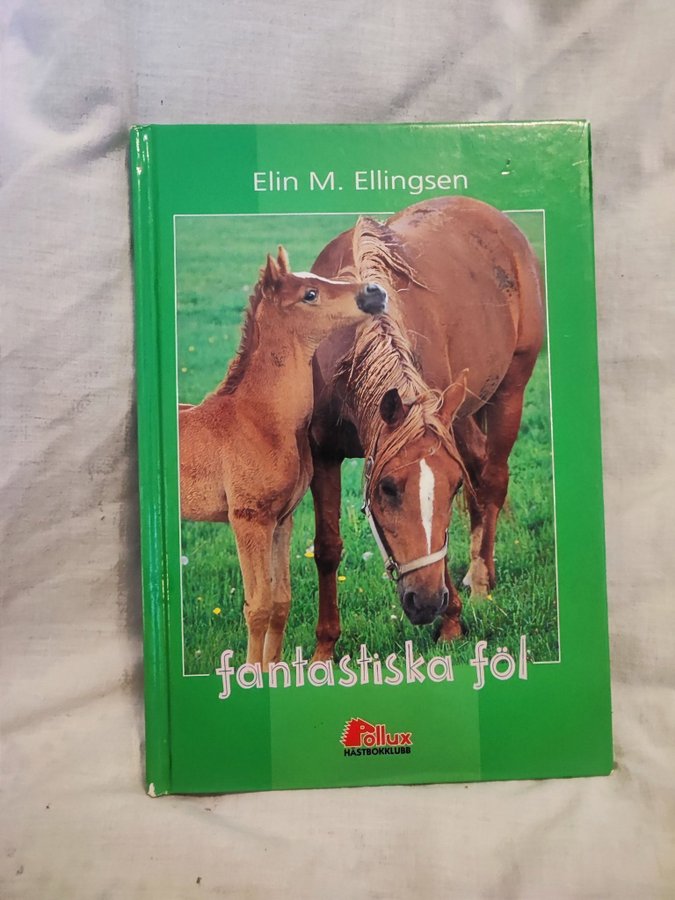 Elin M. Ellingsen
fantastiska föl
Pollux
HÄSTBOKKLUBB